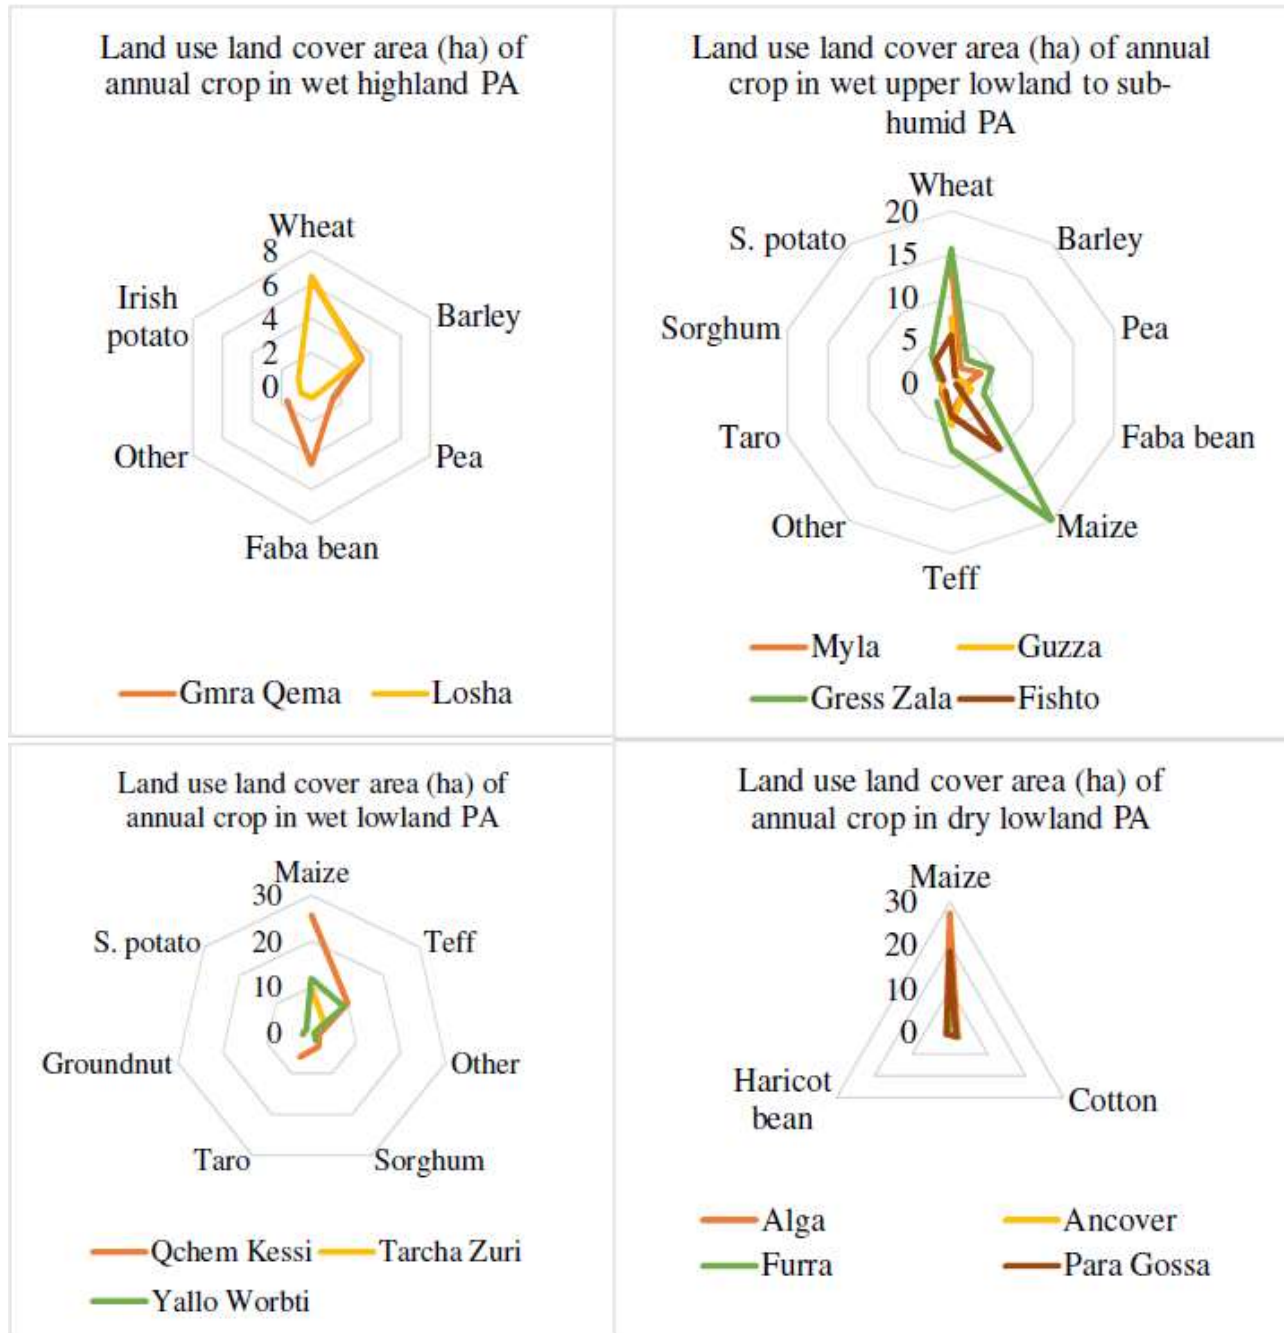 Land use land cover area (ha) of
annual crop in wet highland PA
Wheat
8
6
4
2
0
Irish
potato
Barley
Other
Pea
Faba bean
Gmra Qema
Losha
Land use land cover area (ha) of annual
crop in wet upper lowland to sub-
humid PA
Wheat
20
15
10
5
0
S. potato
Barley
Sorghum
Pea
Taro
Faba bean
Other
Maize
Teff
Myla
Guzza
Gress Zala
Fishto
Land use land cover area (ha) of
annual crop in wet lowland PA
Maize
30
20
10
0
S. potato
Teff
Groundnut
Other
Taro
Sorghum
Qchem Kessi
Tarcha Zuri
Yallo Worbti
Land use land cover area (ha) of
annual crop in dry lowland PA
Maize
30
20
10
0
Haricot
bean
Cotton
Alga
Ancover
Furra
Para Gossa